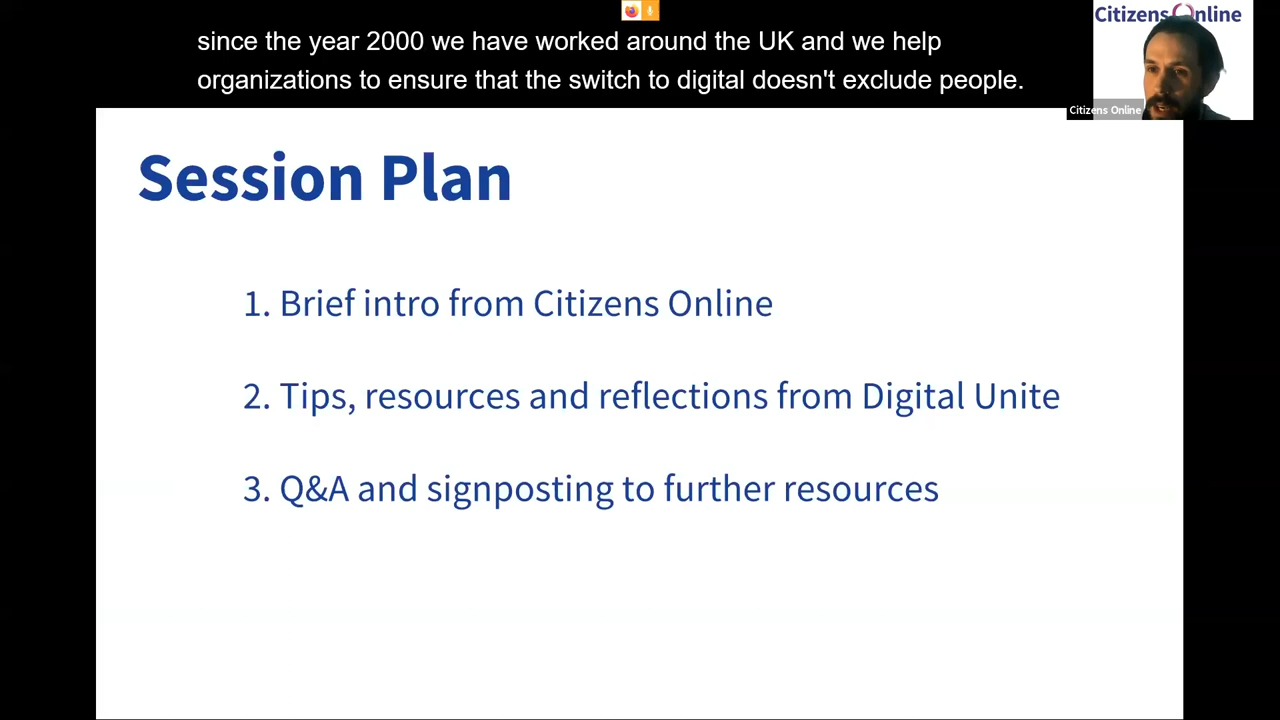 since the year 2000 we have worked around the UK and we help
organizations to ensure that the switch to digital doesn't exclude people.
Citizens Online
Citizens Online
Session Plan
1. Brief intro from Citizens Online
2. Tips, resources and reflections from Digital Unite
3. Q&A and signposting to further resources